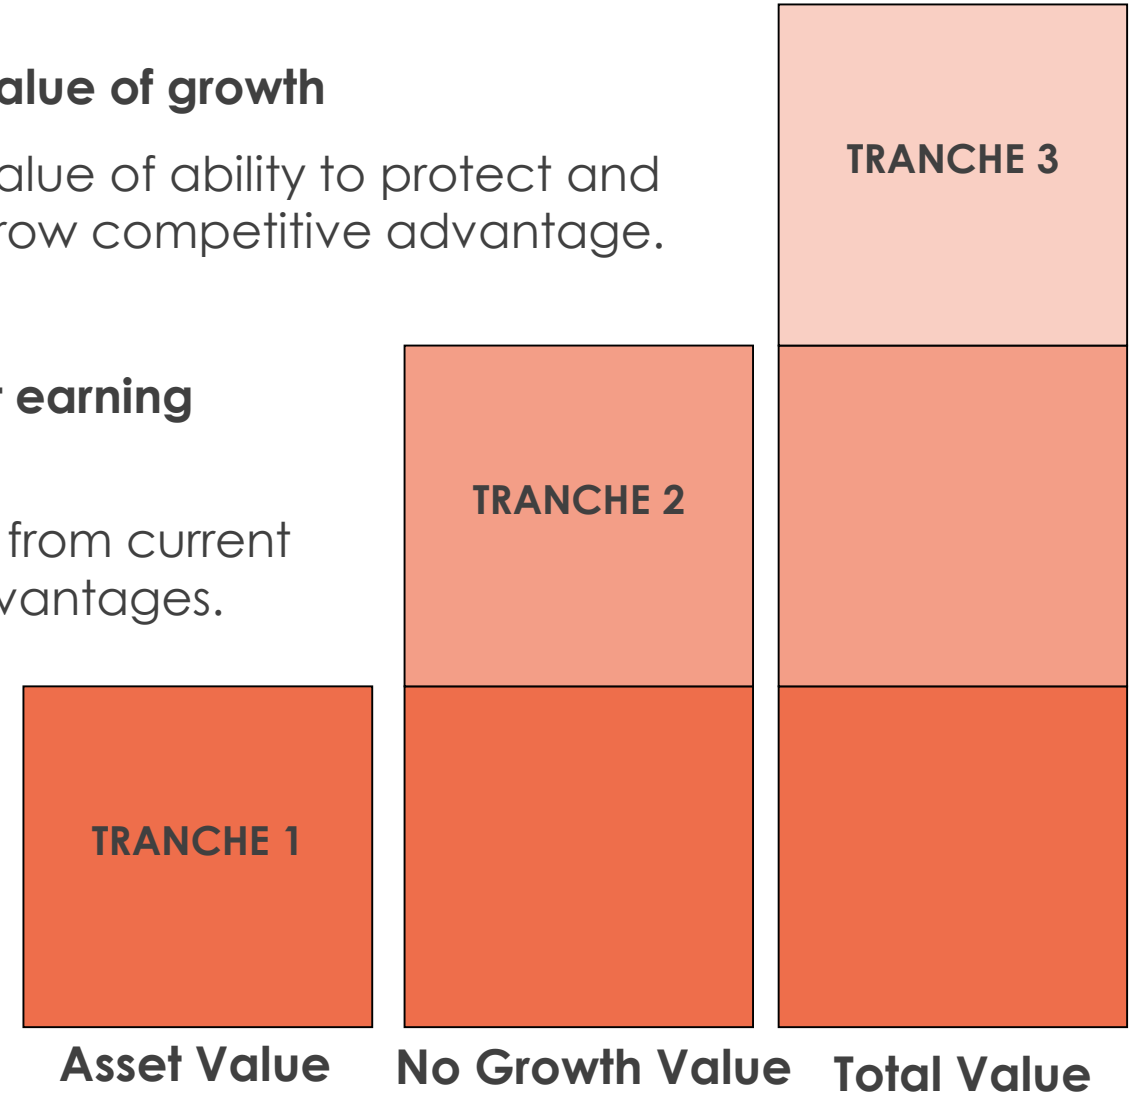 alue of growth
alue of ability to protect and
row competitive advantage.
TRANCHE 3
earning
TRANCHE 2
from current
vantages.
TRANCHE 1
Asset Value
No Growth Value
Total Value